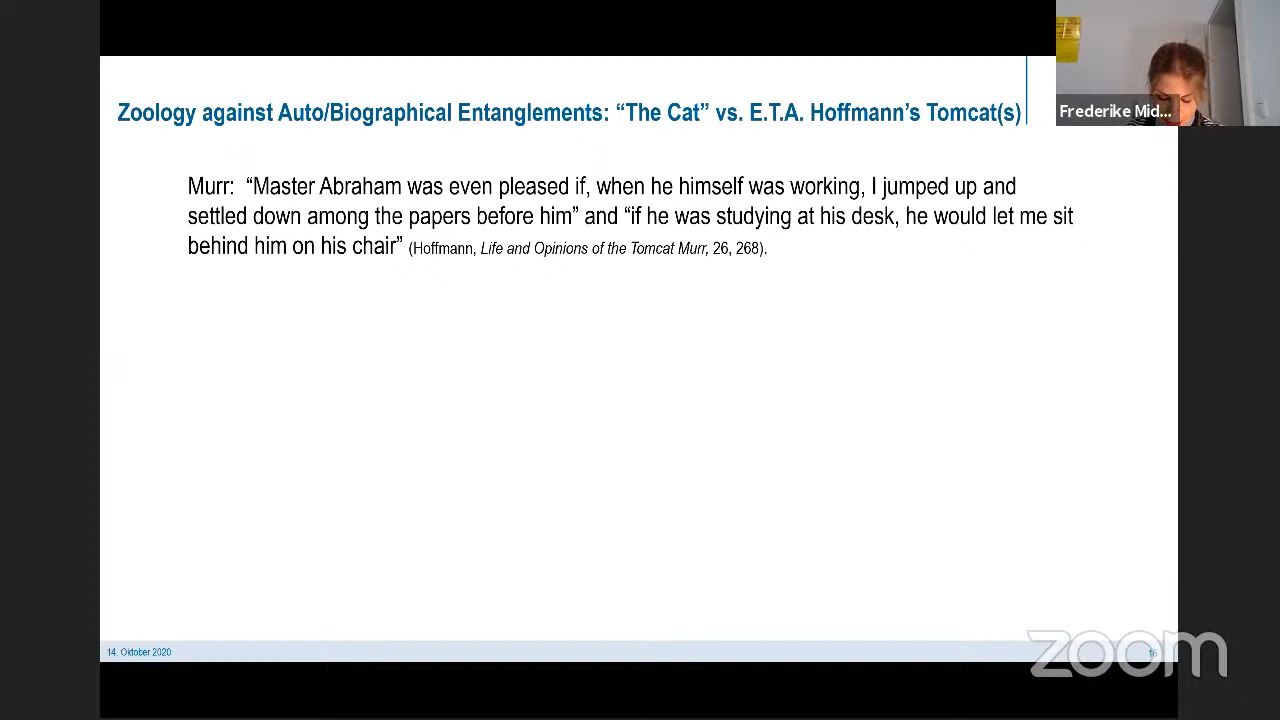 Zoology against Auto/Biographical Entanglements: “The Cat” vs. E.T.A. Hoffmann’s Tomcat(s)
Frederike Mid...
Murr: “Master Abraham was even pleased if, when he himself was working, I jumped up and
settled down among the papers before him” and “if he was studying at his desk, he would let me sit
behind him on his chair” (Hoffmann, Life and Opinions of the Tomcat Murr, 26, 268).
14. Oktober 2020
16
zoom